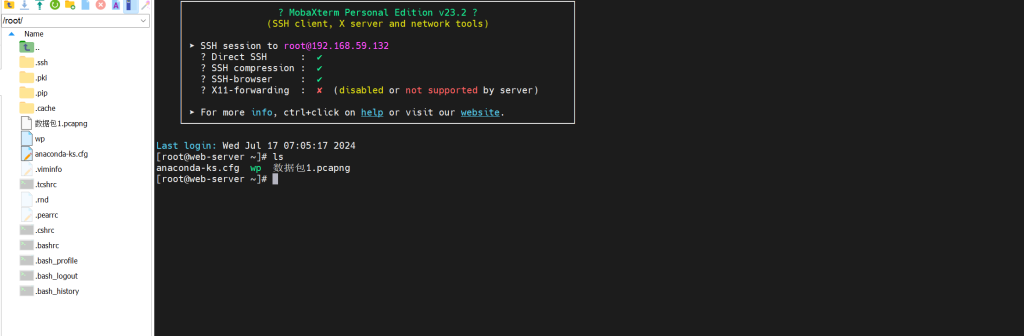 /root/
Name
..
.ssh
.pki
.pip
.cache
数据包1.pcapng
wp
anaconda-ks.cfg
.viminfo
.tcshrc
.rnd
.pearrc
.cshrc
.bashrc
.bash_profile
.bash_logout
.bash_history
? MobaXterm Personal Edition v23.2 ?
(SSH client, X server and network tools)
➤ SSH session to root@192.168.59.132
? Direct SSH : ✔
? SSH compression : ✔
? SSH-browser : ✔
? X11-forwarding : ✘ (disabled or not supported by server)
➤ For more info, ctrl+click on help or visit our website.
Last login: Wed Jul 17 07:05:17 2024
[root@web-server ~]# ls
anaconda-ks.cfg wp 数据包1.pcapng
[root@web-server ~]#